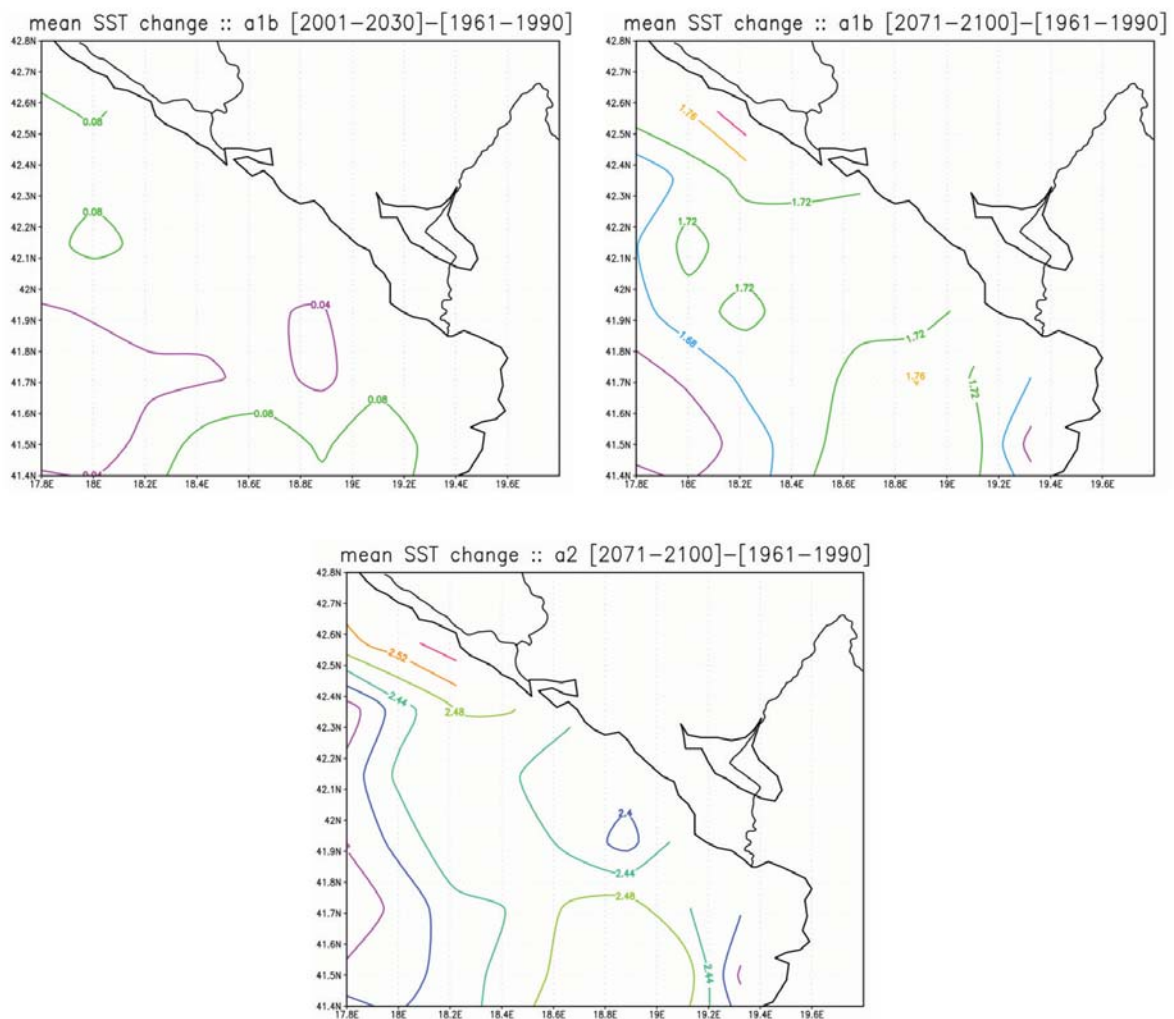 mean SST change :: a1b [2001-2030]-[1961-1990]
42.8N
42.7N
42.6N
42.5N
42.4N
42.3N
42.2N
42.1N
42N
41.9N
41.8N
41.7N
41.6N
41.5N
41.4N
17.8E 18E 18.2E 18.4E 18.6E 18.8E 19E 19.2E 19.4E 19.6E
0.08
0.08
0.04
0.08
0.08
0.04
mean SST change :: a1b [2071-2100]-[1961-1990]
42.8N
42.7N
42.6N
42.5N
42.4N
42.3N
42.2N
42.1N
42N
41.9N
41.8N
41.7N
41.6N
41.5N
41.4N
17.8E 18E 18.2E 18.4E 18.6E 18.8E 19E 19.2E 19.4E 19.6E
1.76
1.72
1.72
1.72
1.68
1.72
1.76
1.72
mean SST change :: a2 [2071-2100]-[1961-1990]
42.8N
42.7N
42.6N
42.5N
42.4N
42.3N
42.2N
42.1N
42N
41.9N
41.8N
41.7N
41.6N
41.5N
41.4N
17.8E 18E 18.2E 18.4E 18.6E 18.8E 19E 19.2E 19.4E 19.6E
2.52
2.44
2.48
2.4
2.44
2.48
2.44